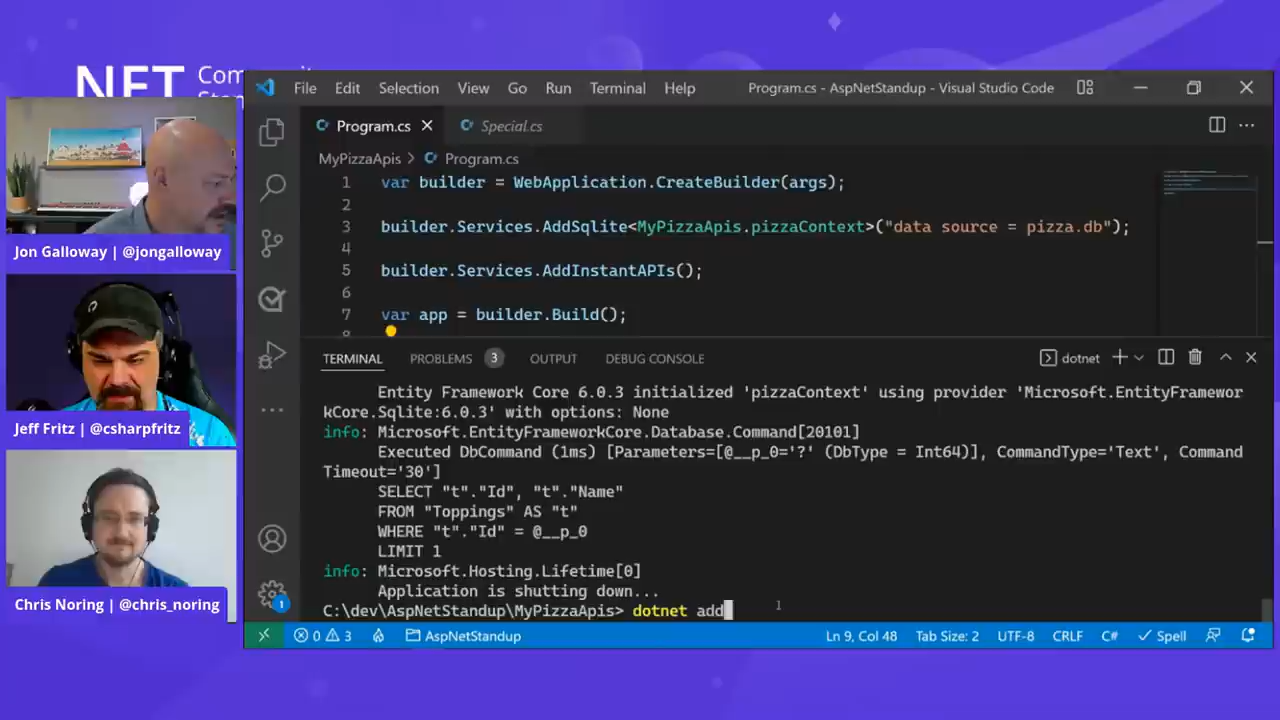 NET Com
Jon Galloway | @jongalloway
Jeff Fritz | @csharpfritz
Chris Noring | @chris_noring
File Edit Selection View Go Run Terminal Help Program.cs - AspNetStandup - Visual Studio Code
Program.cs Special.cs
MyPizzaApis > Program.cs
1 var builder = WebApplication.CreateBuilder(args);
2
3 builder.Services.AddSqlite<MyPizzaApis.pizzaContext>("data source = pizza.db");
4
5 builder.Services.AddInstantAPIs();
6
7 var app = builder.Build();
8
TERMINAL PROBLEMS 3 OUTPUT DEBUG CONSOLE dotnet
Entity Framework Core 6.0.3 initialized 'pizzaContext' using provider 'Microsoft.EntityFramewor
kCore.Sqlite:6.0.3' with options: None
info: Microsoft.EntityFrameworkCore.Database.Command[20101]
Executed DbCommand (1ms) [Parameters=[@__p_0='?' (DbType = Int64)], CommandType='Text', Command
Timeout='30']
SELECT "t"."Id", "t"."Name"
FROM "Toppings" AS "t"
WHERE "t"."Id" = @__p_0
LIMIT 1
info: Microsoft.Hosting.Lifetime[0]
Application is shutting down...
C:\dev\AspNetStandup\MyPizzaApis> dotnet add
1
0 3 AspNetStandup Ln 9, Col 48 Tab Size: 2 UTF-8 CRLF C# Spell